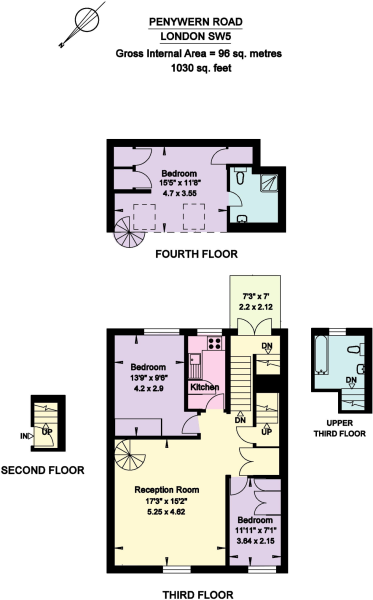 PENYWERN ROAD
LONDON SW5
Gross Internal Area = 96 sq. metres
1030 sq. feet
Bedroom
15'5" x 11'8"
4.7 x 3.55
FOURTH FLOOR
7'3" x 7'
2.2 x 2.12
DN
Bedroom
13'9" x 9'6"
4.2 x 2.9
Kitchen
DN
UP
DN
UPPER
THIRD FLOOR
IN
UP
SECOND FLOOR
Reception Room
17'3" x 15'2"
5.25 x 4.62
Bedroom
11'11" x 7'1"
3.64 x 2.15
THIRD FLOOR